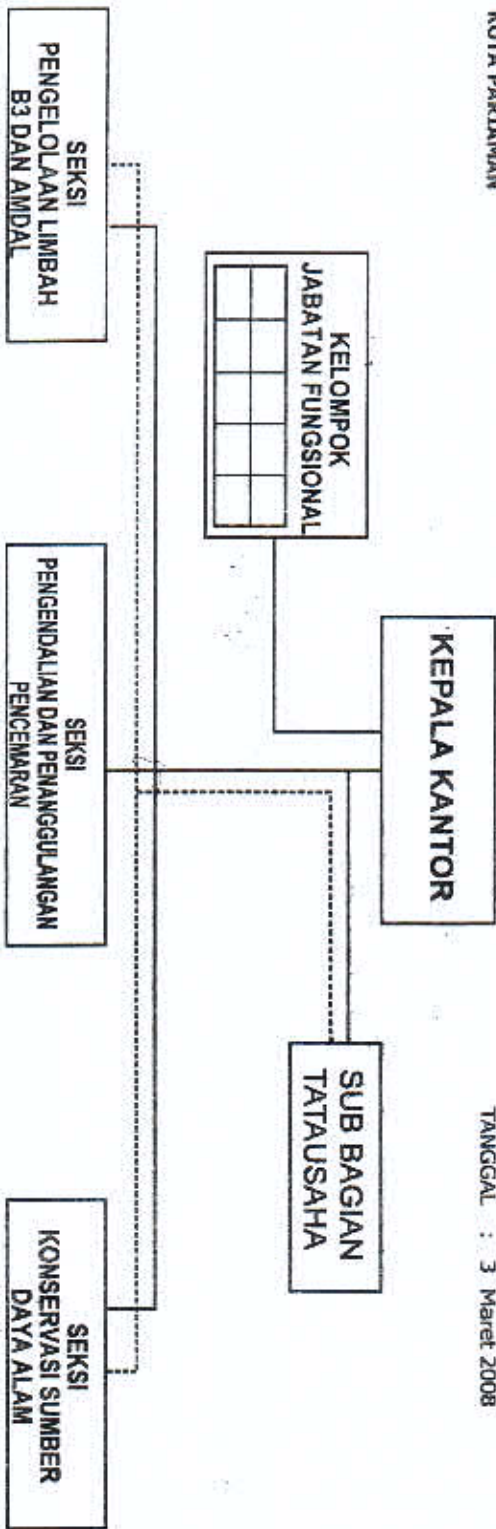 KOTA PARIAMAN
TANGGAL : 3 Maret 2008
KEPALA KANTOR
KELOMPOK
JABATAN FUNGSIONAL
SUB BAGIAN
TATAUSAHA
SEKSI
PENGELOLAAN LIMBAH
B3 DAN AMDAL
SEKSI
PENGENDALIAN DAN PENANGGULANGAN
PENCEMARAN
SEKSI
KONSERVASI SUMBER
DAYA ALAM